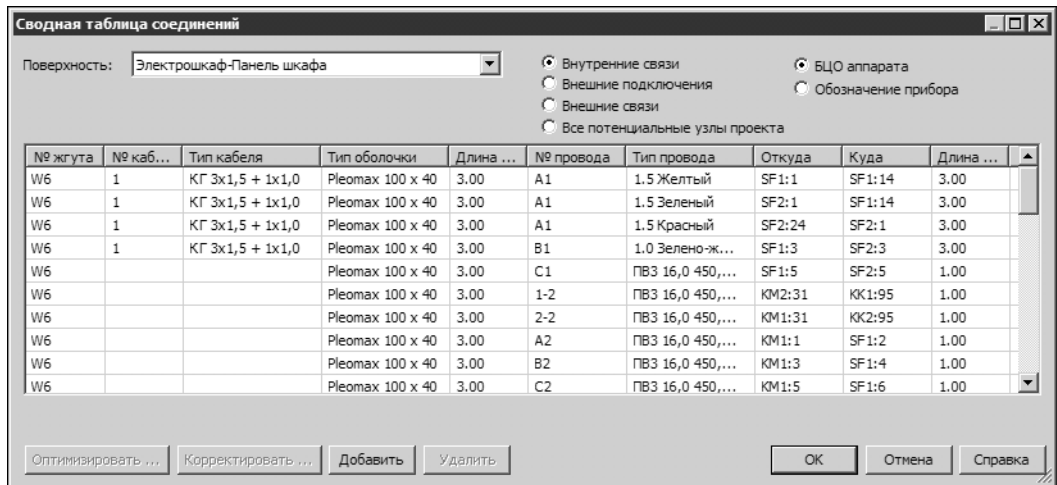 Сводная таблица соединений
Поверхность: Электрошкаф-Панель шкафа
Внутренние связи
Внешние подключения
Внешние связи
Все потенциальные узлы проекта
БЦО аппарата
Обозначение прибора
№ жгута № каб... Тип кабеля Тип оболочки Длина ... № провода Тип провода Откуда Куда Длина ...
W6 1 КГ 3x1,5 + 1x1,0 Pleomax 100 x 40 3.00 A1 1.5 Желтый SF1:1 SF1:14 3.00
W6 1 КГ 3x1,5 + 1x1,0 Pleomax 100 x 40 3.00 A1 1.5 Зеленый SF2:1 SF1:14 3.00
W6 1 КГ 3x1,5 + 1x1,0 Pleomax 100 x 40 3.00 A1 1.5 Красный SF2:24 SF2:1 3.00
W6 1 КГ 3x1,5 + 1x1,0 Pleomax 100 x 40 3.00 B1 1.0 Зелено-ж... SF1:3 SF2:3 3.00
W6 Pleomax 100 x 40 3.00 C1 ПВ3 16,0 450,... SF1:5 SF2:5 1.00
W6 Pleomax 100 x 40 3.00 1-2 ПВ3 16,0 450,... KM2:31 KK1:95 1.00
W6 Pleomax 100 x 40 3.00 2-2 ПВ3 16,0 450,... KM1:31 KK2:95 1.00
W6 Pleomax 100 x 40 3.00 A2 ПВ3 16,0 450,... KM1:1 SF1:2 1.00
W6 Pleomax 100 x 40 3.00 B2 ПВ3 16,0 450,... KM1:3 SF1:4 1.00
W6 Pleomax 100 x 40 3.00 C2 ПВ3 16,0 450,... KM1:5 SF1:6 1.00
Оптимизировать ... Корректировать ... Добавить Удалить OK Отмена Справка